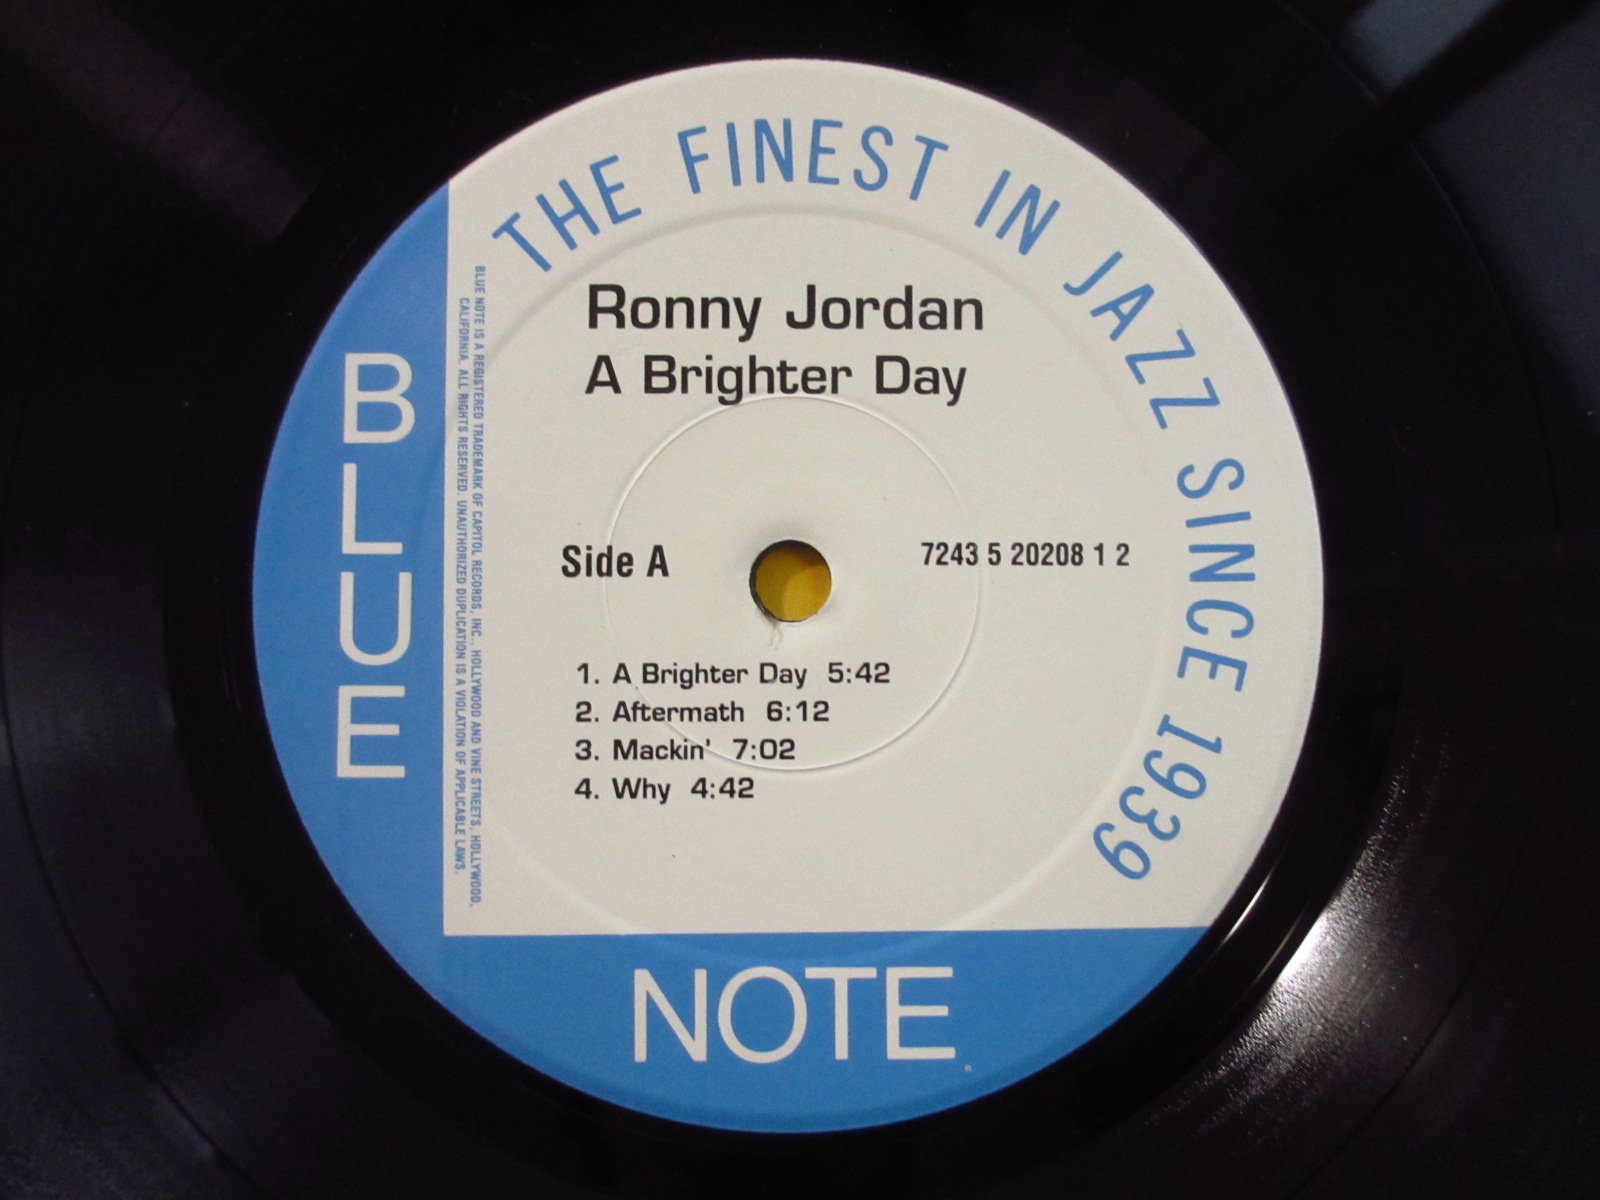 THE FINEST IN JAZZ SINCE 1939
Ronny Jordan
A Brighter Day
Side A
7243 5 20208 1 2
1. A Brighter Day 5:42
2. Aftermath 6:12
3. Mackin' 7:02
4. Why 4:42
BLUE
NOTE
BLUE NOTE IS A REGISTERED TRADEMARK OF CAPITOL RECORDS, INC., HOLLYWOOD AND VINE STREETS, HOLLYWOOD,
CALIFORNIA. ALL RIGHTS RESERVED. UNAUTHORIZED DUPLICATION IS A VIOLATION OF APPLICABLE LAWS.